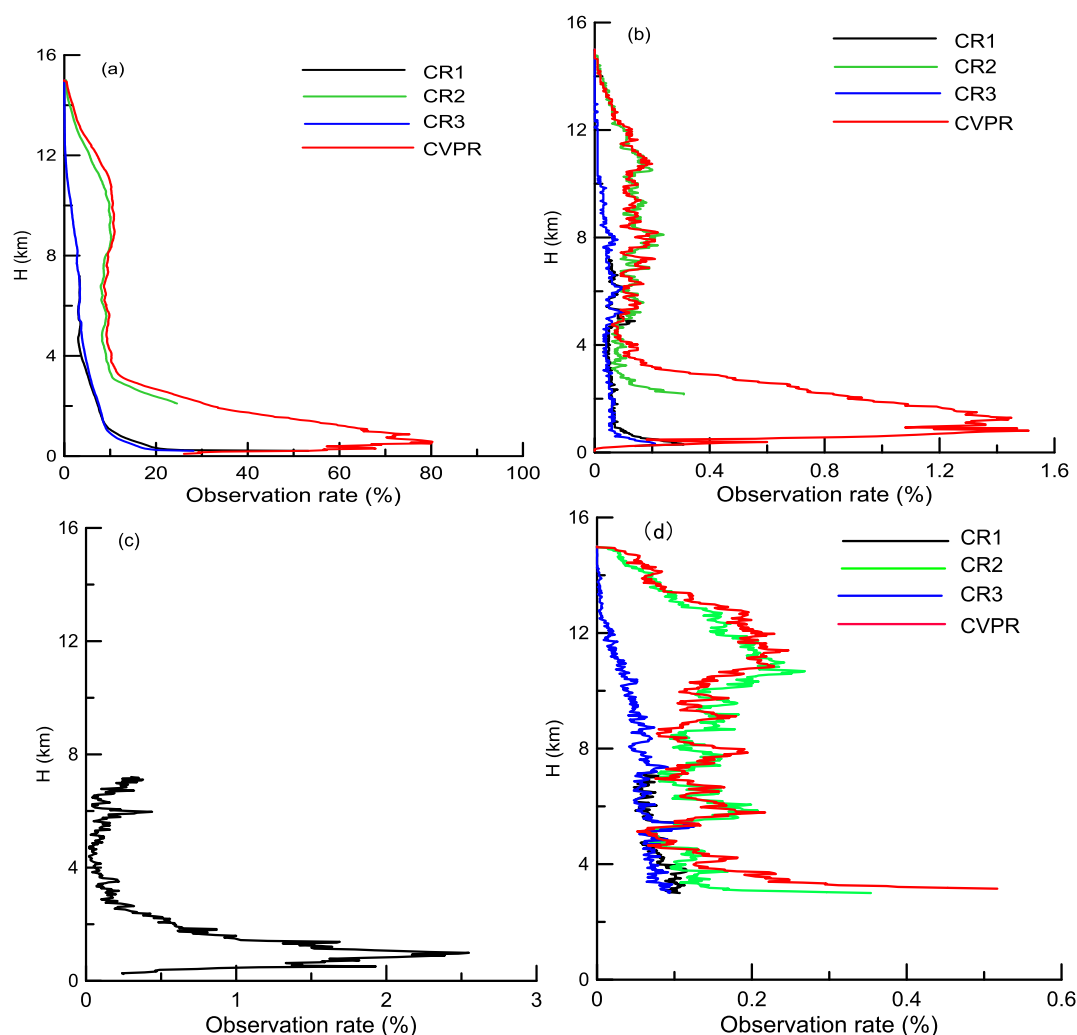 (a)
CR1
CR2
CR3
CVPR
16
12
8
4
0
H (km)
0 20 40 60 80 100
Observation rate (%)
(b)
CR1
CR2
CR3
CVPR
16
12
8
4
0
H (km)
0 0.4 0.8 1.2 1.6
Observation rate (%)
(c)
16
12
8
4
0
H (km)
0 1 2 3
Observation rate (%)
(d)
CR1
CR2
CR3
CVPR
16
12
8
4
0
H (km)
0 0.2 0.4 0.6
Observation rate (%)